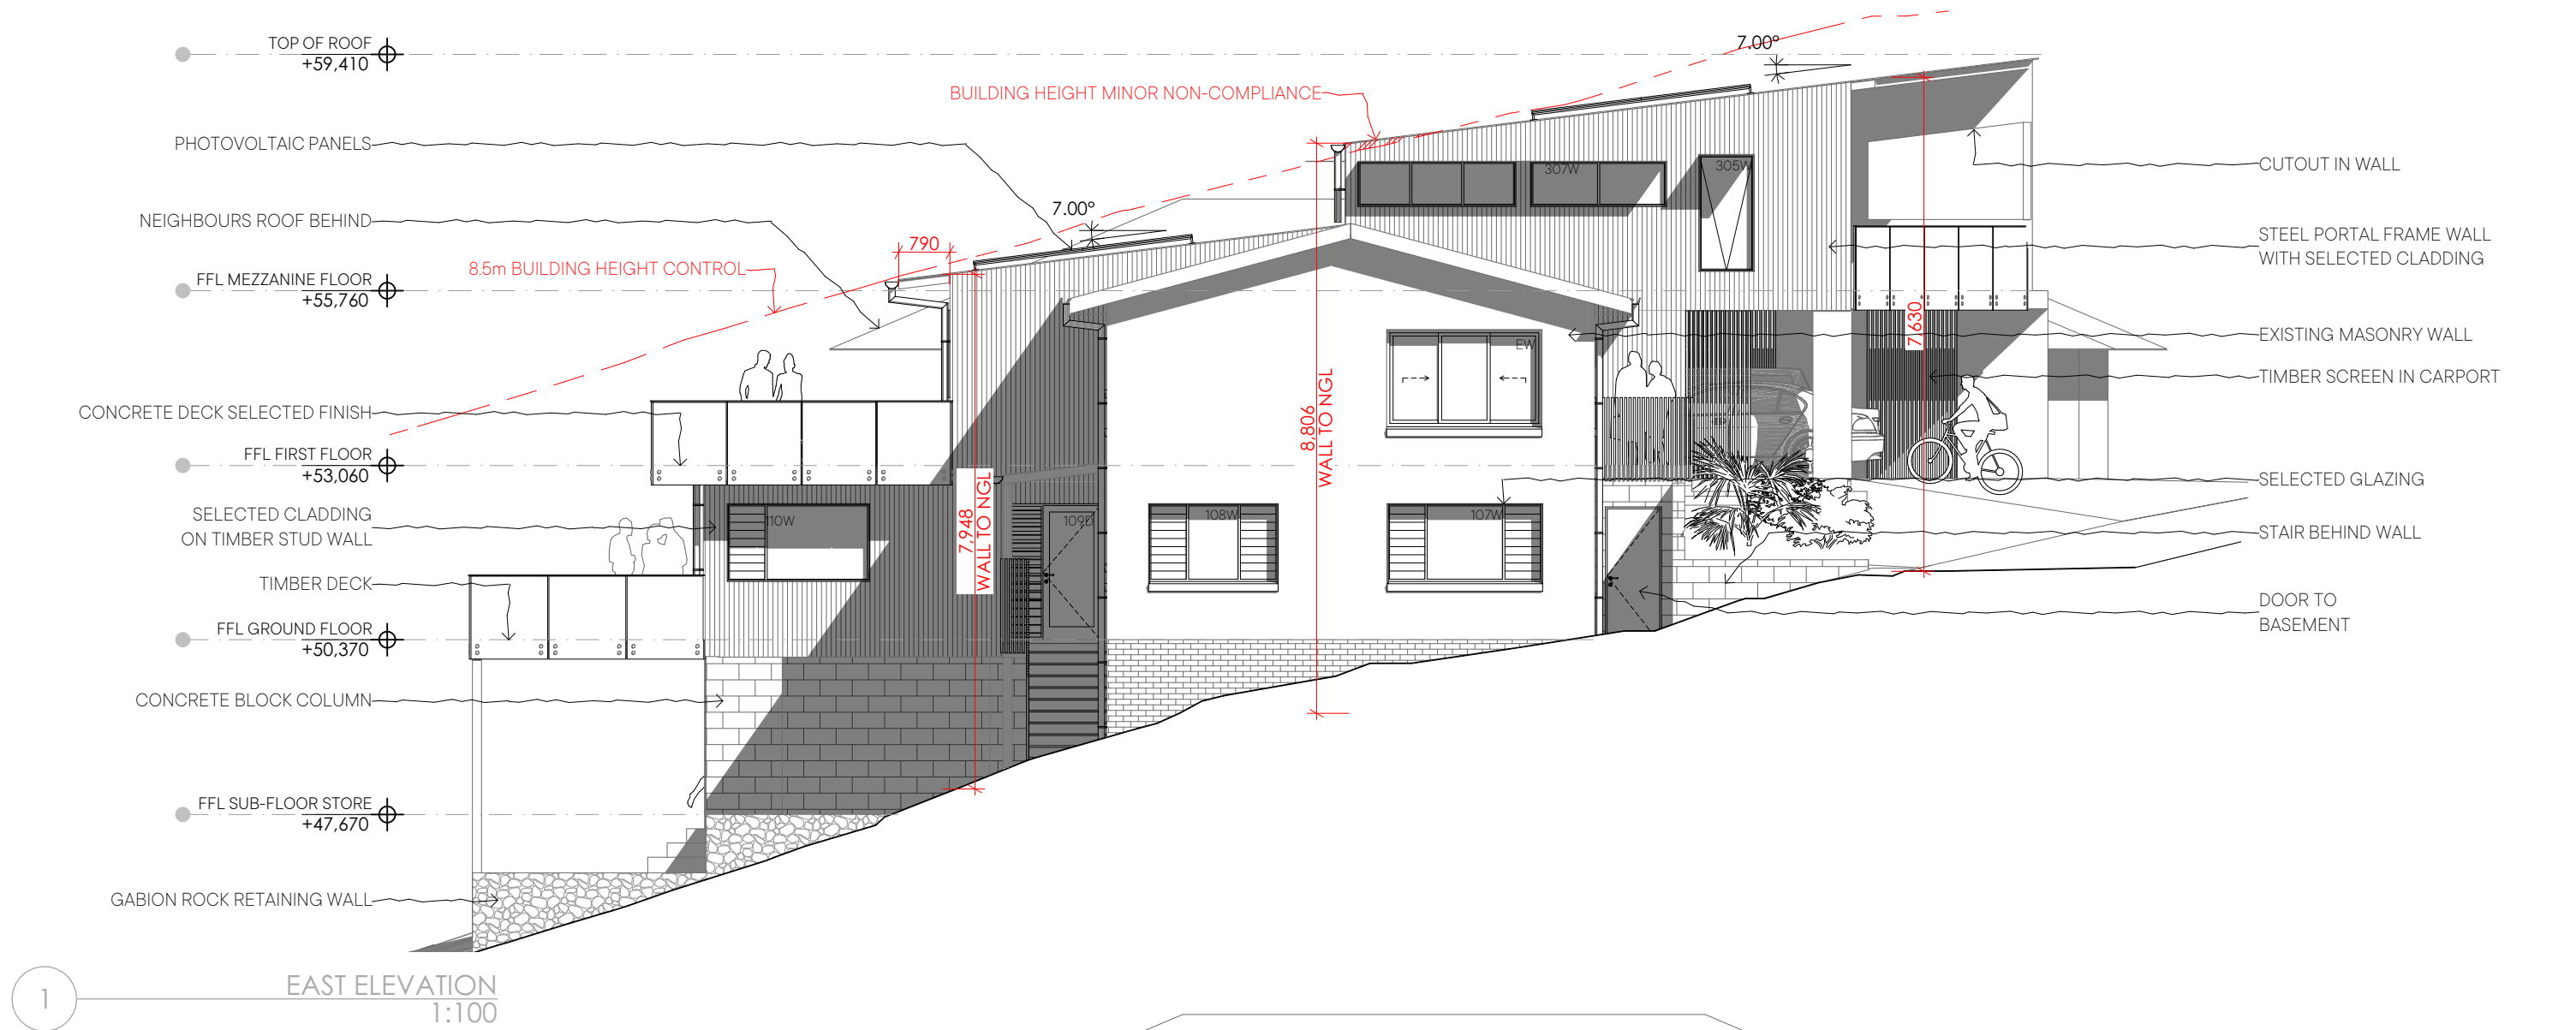 TOP OF ROOF
+59,410
PHOTOVOLTAIC PANELS
NEIGHBOURS ROOF BEHIND
8.5m BUILDING HEIGHT CONTROL
FFL MEZZANINE FLOOR
+55,760
CONCRETE DECK SELECTED FINISH
FFL FIRST FLOOR
+53,060
SELECTED CLADDING
ON TIMBER STUD WALL
TIMBER DECK
FFL GROUND FLOOR
+50,370
CONCRETE BLOCK COLUMN
FFL SUB-FLOOR STORE
+47,670
GABION ROCK RETAINING WALL
BUILDING HEIGHT MINOR NON-COMPLIANCE
7.00°
7.00°
790
307W
305W
EW
110W
109D
108W
107W
7,948
WALL TO NGL
8,806
WALL TO NGL
7,630
CUTOUT IN WALL
STEEL PORTAL FRAME WALL
WITH SELECTED CLADDING
EXISTING MASONRY WALL
TIMBER SCREEN IN CARPORT
SELECTED GLAZING
STAIR BEHIND WALL
DOOR TO
BASEMENT
1
EAST ELEVATION
1:100